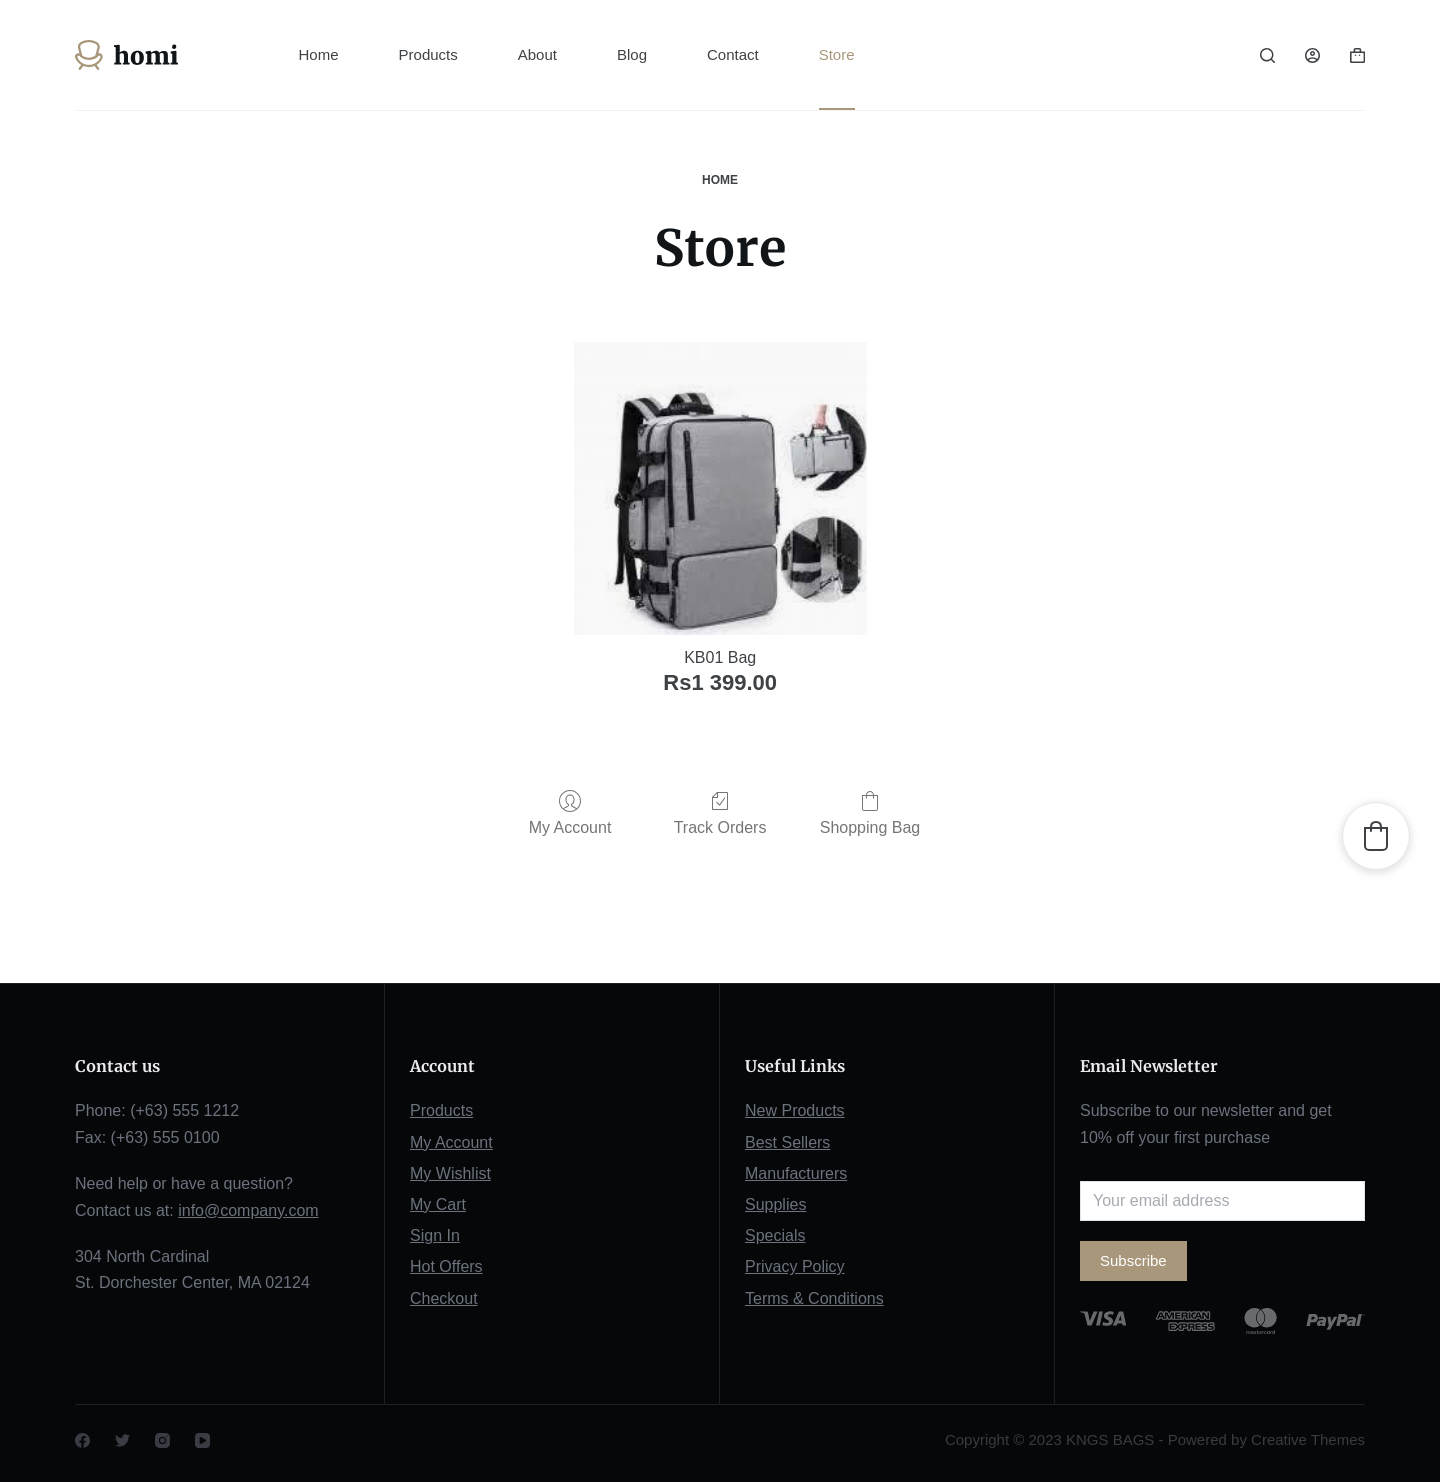 homi
Home
Products
About
Blog
Contact
Store
HOME
Store
KB01 Bag
Rs1 399.00
My Account
Track Orders
Shopping Bag
Contact us
Phone: (+63) 555 1212
Fax: (+63) 555 0100
Need help or have a question?
Contact us at: info@company.com
304 North Cardinal
St. Dorchester Center, MA 02124
Account
Products
My Account
My Wishlist
My Cart
Sign In
Hot Offers
Checkout
Useful Links
New Products
Best Sellers
Manufacturers
Supplies
Specials
Privacy Policy
Terms & Conditions
Email Newsletter
Subscribe to our newsletter and get
10% off your first purchase
Your email address
Subscribe
VISA
AMERICAN
EXPRESS
mastercard
PayPal
Copyright © 2023 KNGS BAGS - Powered by Creative Themes